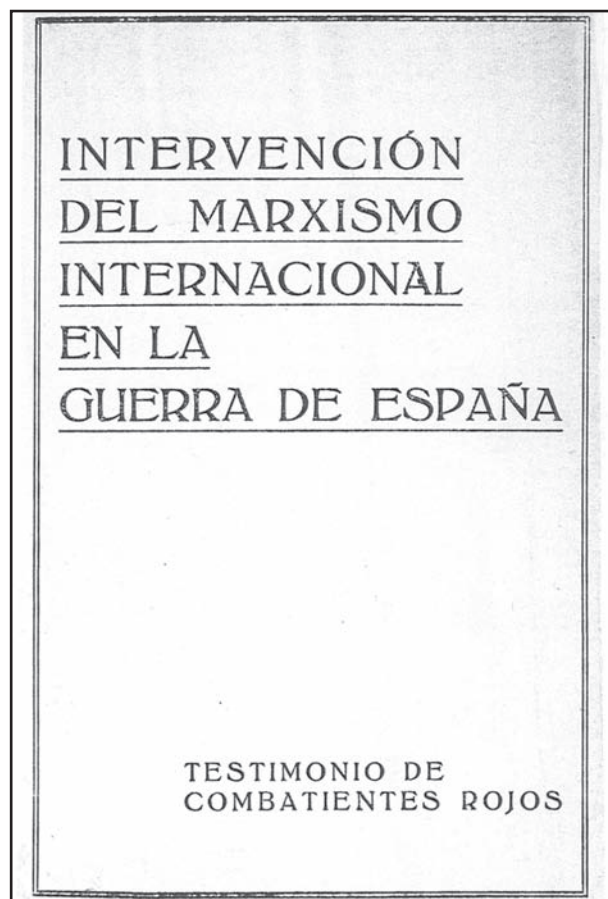 INTERVENCIÓN
DEL MARXISMO
INTERNACIONAL
EN LA
GUERRA DE ESPAÑA
TESTIMONIO DE
COMBATIENTES ROJOS